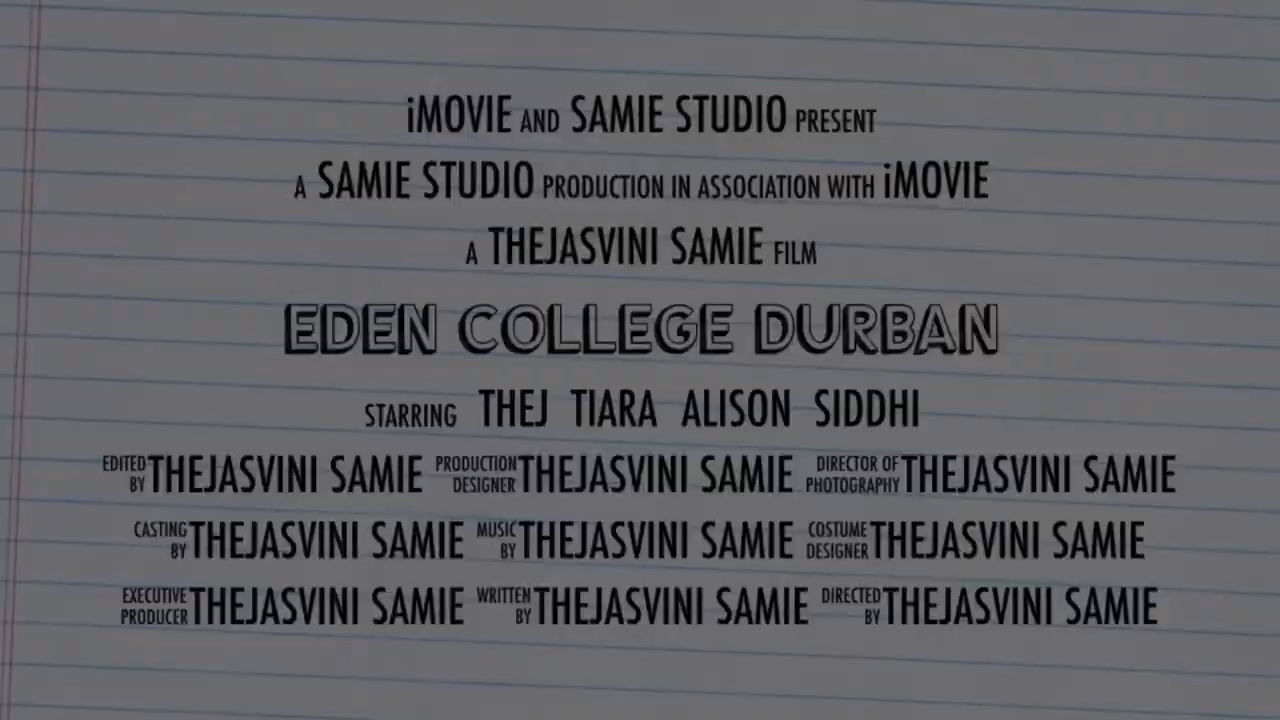 iMOVIE AND SAMIE STUDIO PRESENT
A SAMIE STUDIO PRODUCTION IN ASSOCIATION WITH iMOVIE
A THEJASVINI SAMIE FILM
EDEN COLLEGE DURBAN
STARRING THEJ TIARA ALISON SIDDHI
EDITED BY THEJASVINI SAMIE PRODUCTION DESIGNER THEJASVINI SAMIE DIRECTOR OF PHOTOGRAPHY THEJASVINI SAMIE
CASTING BY THEJASVINI SAMIE MUSIC BY THEJASVINI SAMIE COSTUME DESIGNER THEJASVINI SAMIE
EXECUTIVE PRODUCER THEJASVINI SAMIE WRITTEN BY THEJASVINI SAMIE DIRECTED BY THEJASVINI SAMIE